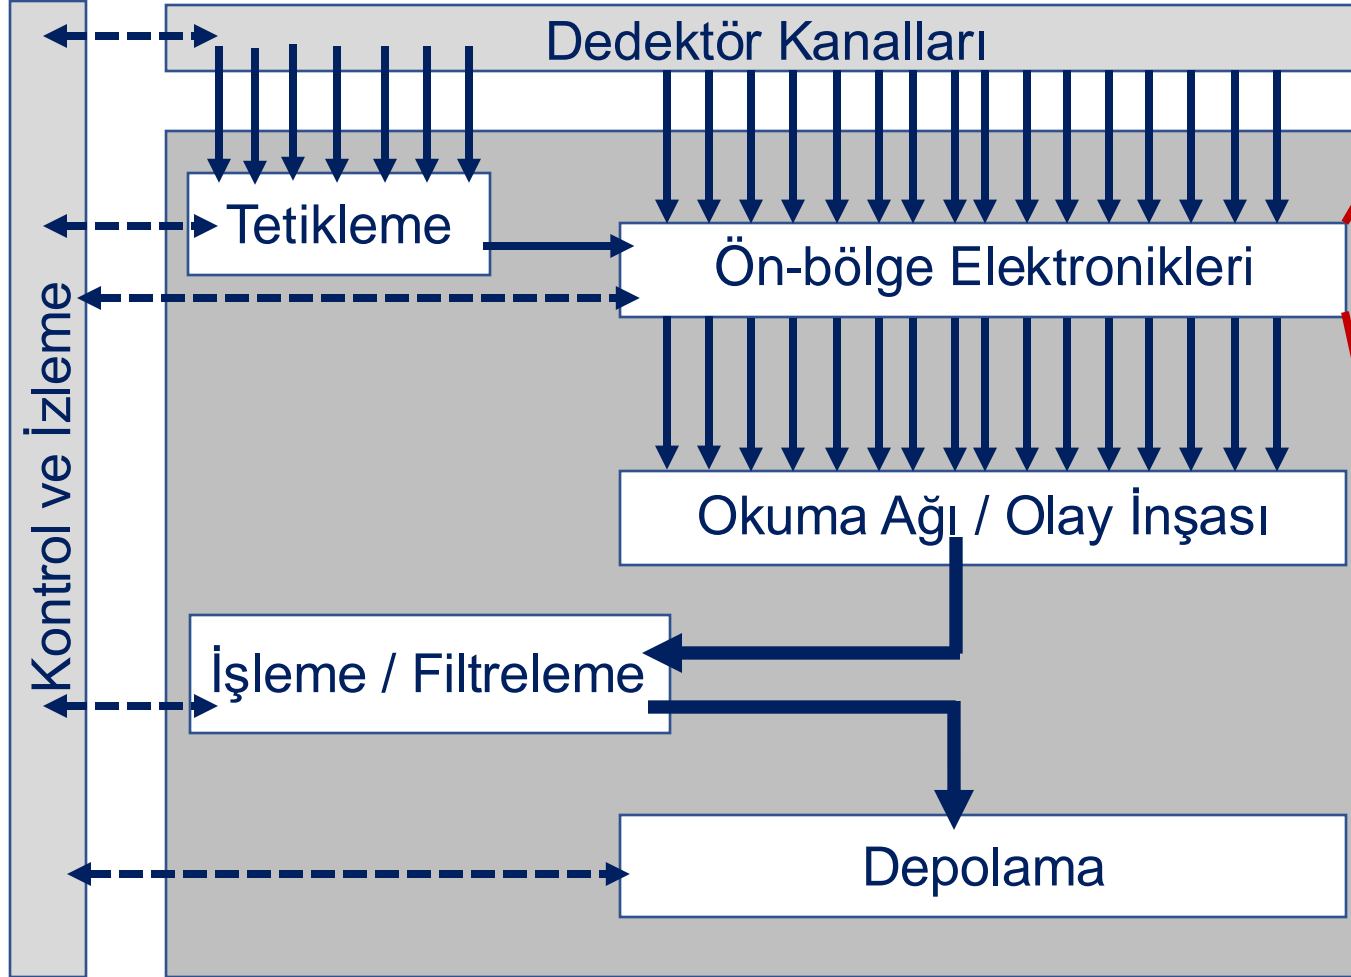 Dedektör Kanalları
Tetikleme
Ön-bölge Elektronikleri
Kontrol ve İzleme
Okuma Ağı / Olay İnşası
İşleme / Filtreleme
Depolama